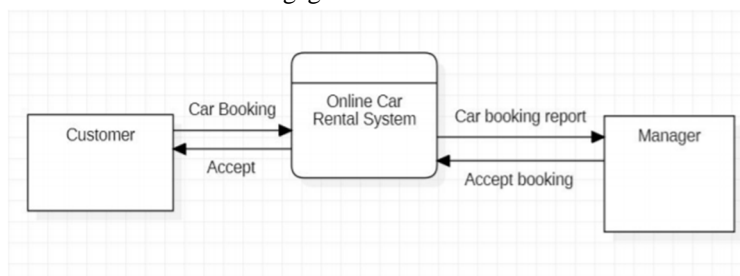 Customer
Car Booking
Accept
Online Car
Rental System
Car booking report
Accept booking
Manager